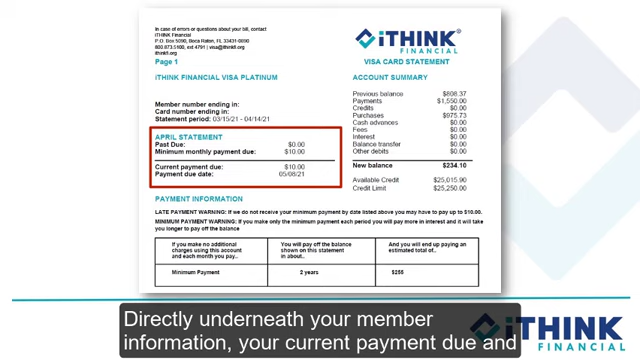 In case of errors or questions about your bill, contact
iTHINK Financial
P.O. Box 5090, Boca Raton, FL 33431-0890
800.873.5100, ext 4791 | visa@ithinkfi.org
ithinkfi.org
Page 1
iTHINK FINANCIAL VISA PLATINUM
Member number ending in:
Card number ending in:
Statement period: 03/15/21 - 04/14/21
APRIL STATEMENT
Past Due: $0.00
Minimum monthly payment due: $10.00
Current payment due: $10.00
Payment due date: 05/08/21
iTHINK®
FINANCIAL
VISA CARD STATEMENT
ACCOUNT SUMMARY
Previous balance $808.37
Payments $1,550.00
Credits $0.00
Purchases $975.73
Cash advances $0.00
Fees $0.00
Interest $0.00
Balance transfer $0.00
Other debits $0.00
New balance $234.10
Available Credit $25,015.90
Credit Limit $25,250.00
PAYMENT INFORMATION
LATE PAYMENT WARNING: If we do not receive your minimum payment by date listed above you may have to pay up to $10.00.
MINIMUM PAYMENT WARNING: If you make only the minimum payment each period you will pay more in interest and it will take
you longer to pay off the balance
If you make no additional
charges using this account
and each month you pay...
You will pay off the balance
shown on this statement
in about...
And you will end up paying an
estimated total of...
Minimum Payment 2 years $255
Directly underneath your member
information, your current payment due and
iTHINK
FINANCIAL